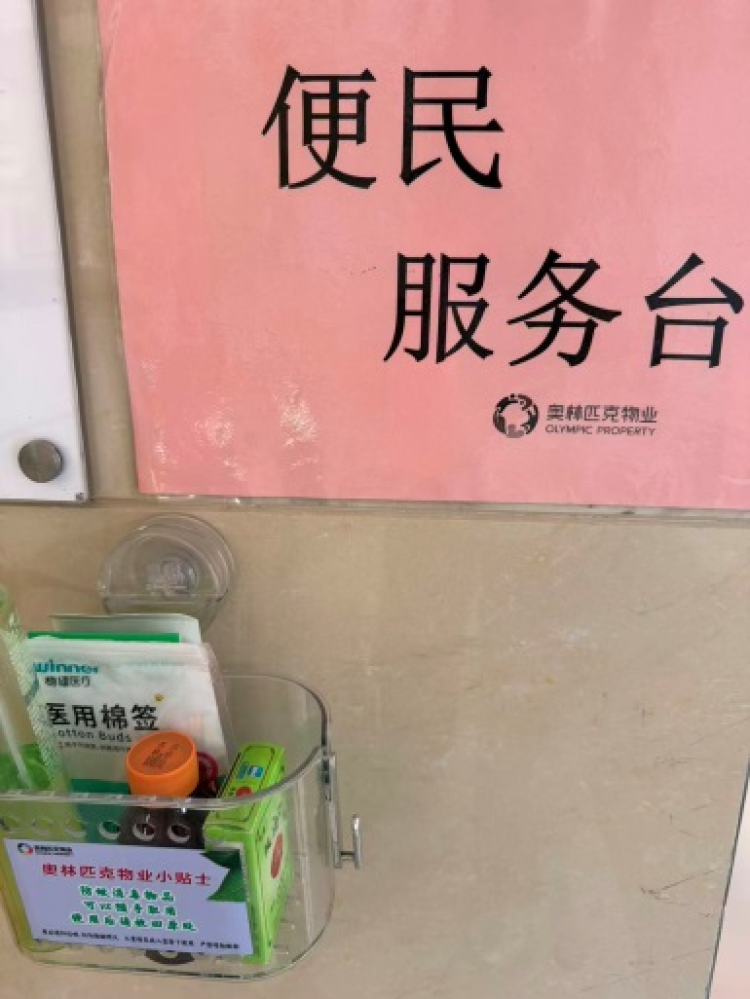 便民
服务台
奥林匹克物业
OLYMPIC PROPERTY
winner
稳健医疗
医用棉签
Cotton Buds
奥林匹克物业小贴士
防蚊消毒物品
可以随手取用
使用后请放回原处